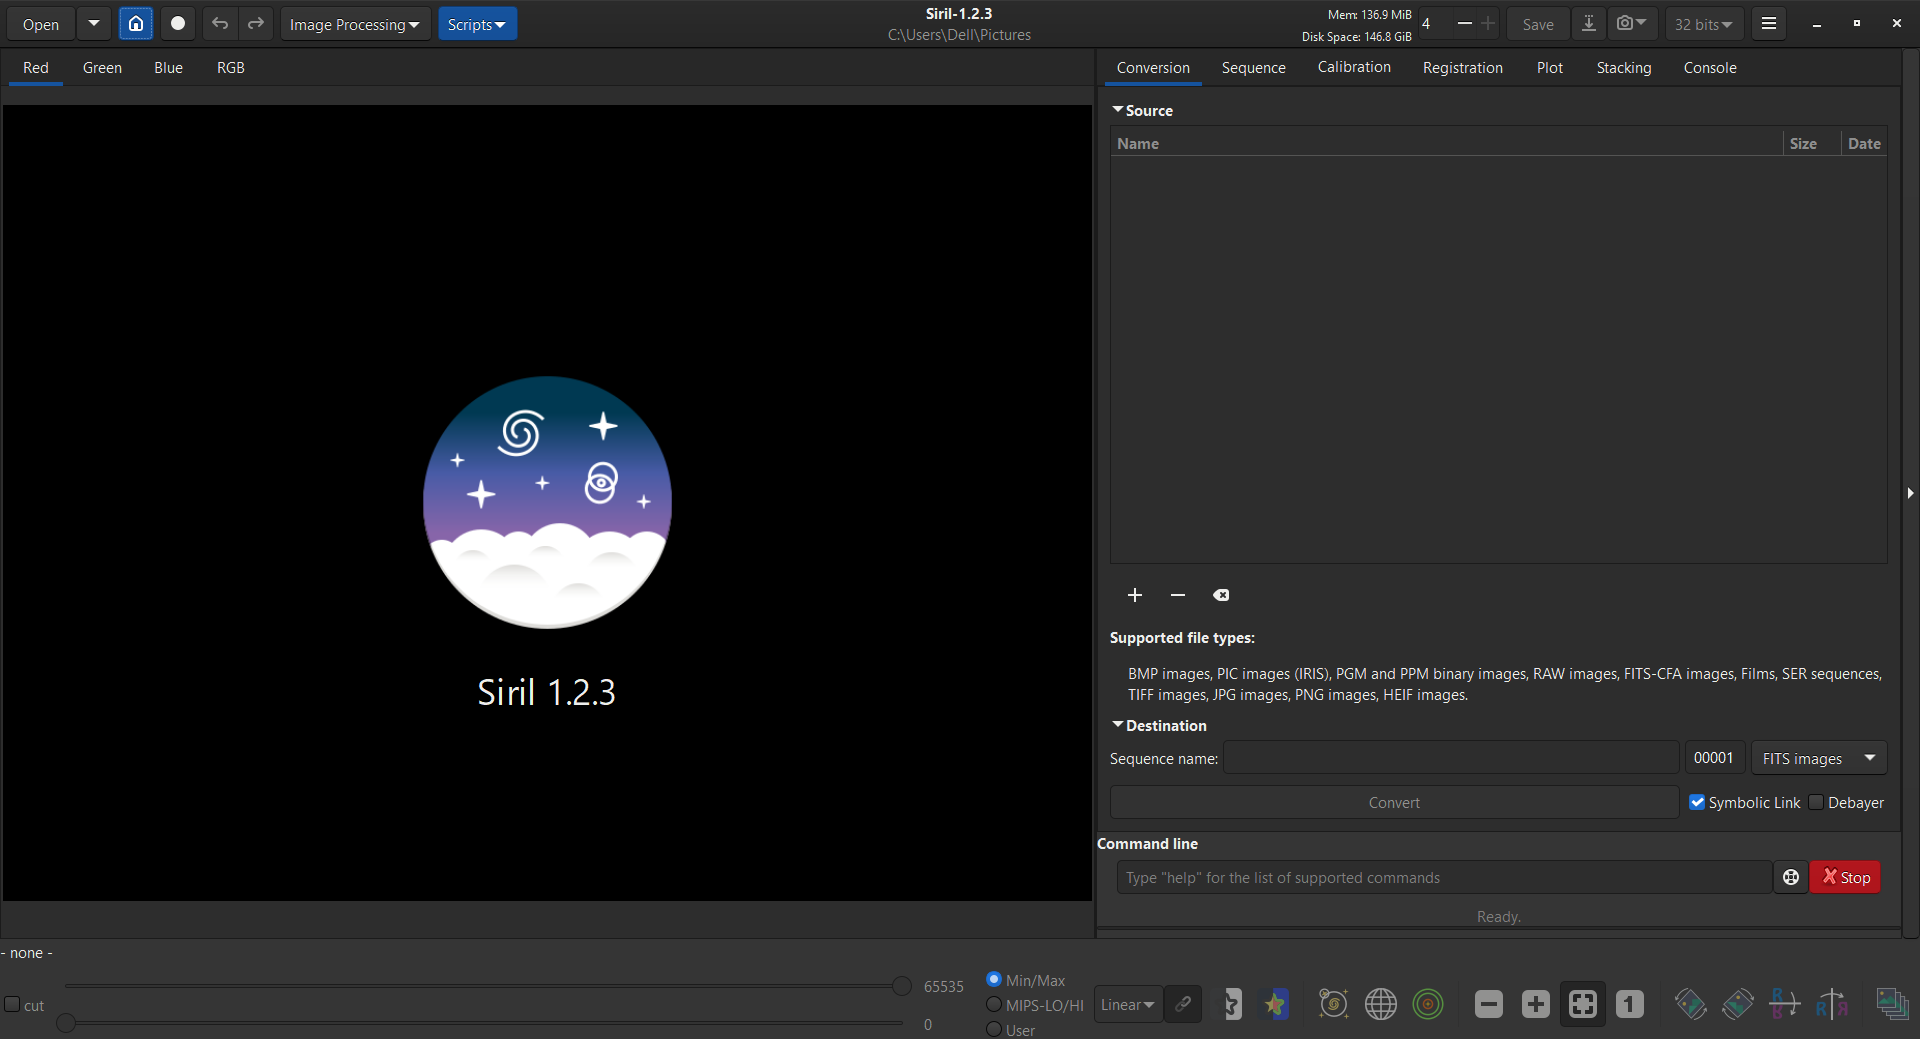 Open
Image Processing
Scripts
Siril-1.2.3
C:\Users\Dell\Pictures
Mem: 136.9 MiB
Disk Space: 146.8 GiB
4
Save
32 bits
Red Green Blue RGB
Conversion Sequence Calibration Registration Plot Stacking Console
Source
Name Size Date
Siril 1.2.3
Supported file types:
BMP images, PIC images (IRIS), PGM and PPM binary images, RAW images, FITS-CFA images, Films, SER sequences,
TIFF images, JPG images, PNG images, HEIF images.
Destination
Sequence name: 00001 FITS images
Convert Symbolic Link Debayer
Command line
Type "help" for the list of supported commands
Stop
Ready.
- none -
cut
65535
0
Min/Max
MIPS-LO/HI
User
Linear
1